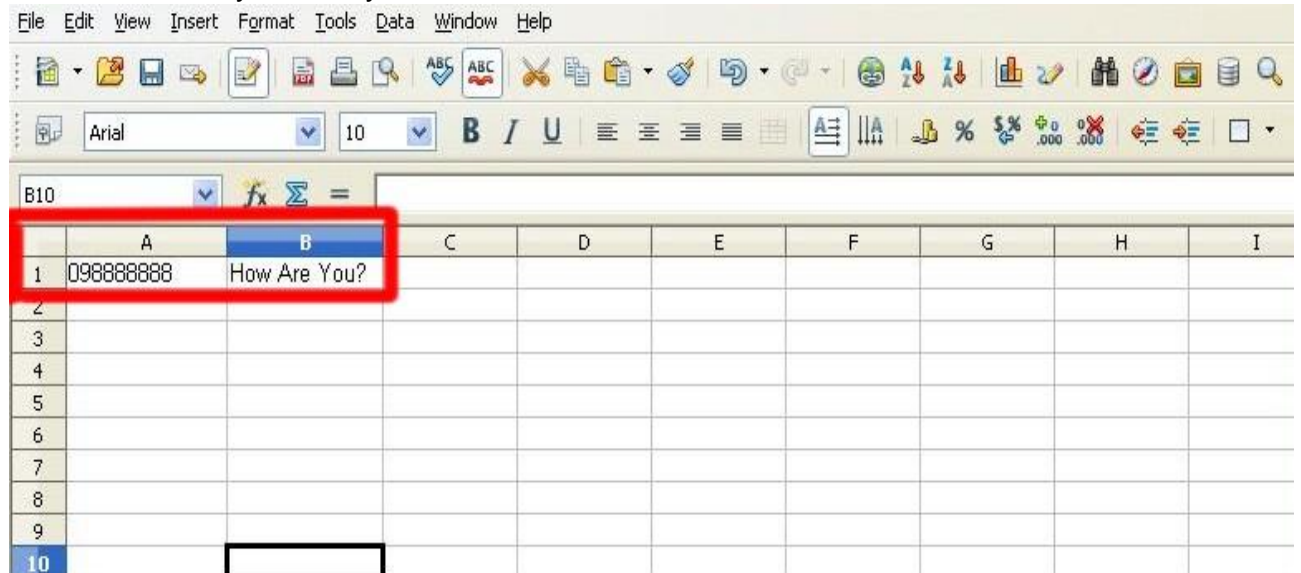 File Edit View Insert Format Tools Data Window Help
Arial 10 B I U
B10 fx Σ =
A B C D E F G H I
1 098888888 How Are You?
2
3
4
5
6
7
8
9
10